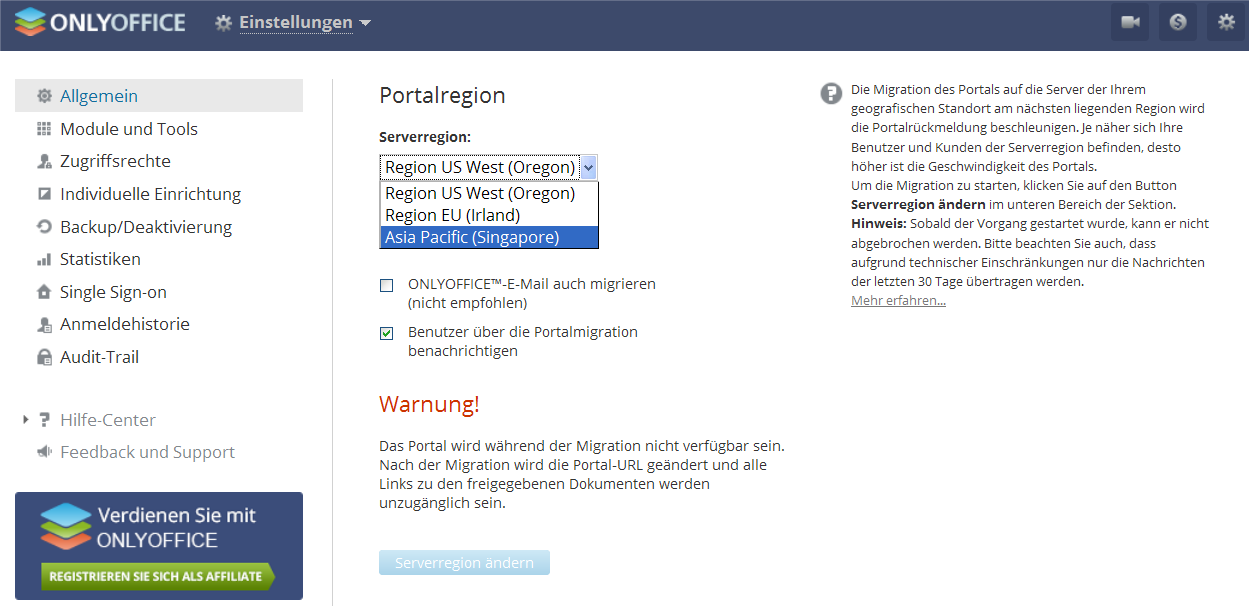 ONLYOFFICE
Einstellungen
Allgemein
Module und Tools
Zugriffsrechte
Individuelle Einrichtung
Backup/Deaktivierung
Statistiken
Single Sign-on
Anmeldehistorie
Audit-Trail
Hilfe-Center
Feedback und Support
Verdienen Sie mit
ONLYOFFICE
REGISTRIEREN SIE SICH ALS AFFILIATE
Portalregion
Serverregion:
Region US West (Oregon)
Region US West (Oregon)
Region EU (Irland)
Asia Pacific (Singapore)
ONLYOFFICE™-E-Mail auch migrieren
(nicht empfohlen)
Benutzer über die Portalmigration
benachrichtigen
Warnung!
Das Portal wird während der Migration nicht verfügbar sein.
Nach der Migration wird die Portal-URL geändert und alle
Links zu den freigegebenen Dokumenten werden
unzugänglich sein.
Serverregion ändern
Die Migration des Portals auf die Server der Ihrem
geografischen Standort am nächsten liegenden Region wird
die Portalrückmeldung beschleunigen. Je näher sich Ihre
Benutzer und Kunden der Serverregion befinden, desto
höher ist die Geschwindigkeit des Portals.
Um die Migration zu starten, klicken Sie auf den Button
Serverregion ändern im unteren Bereich der Sektion.
Hinweis: Sobald der Vorgang gestartet wurde, kann er nicht
abgebrochen werden. Bitte beachten Sie auch, dass
aufgrund technischer Einschränkungen nur die Nachrichten
der letzten 30 Tage übertragen werden.
Mehr erfahren...